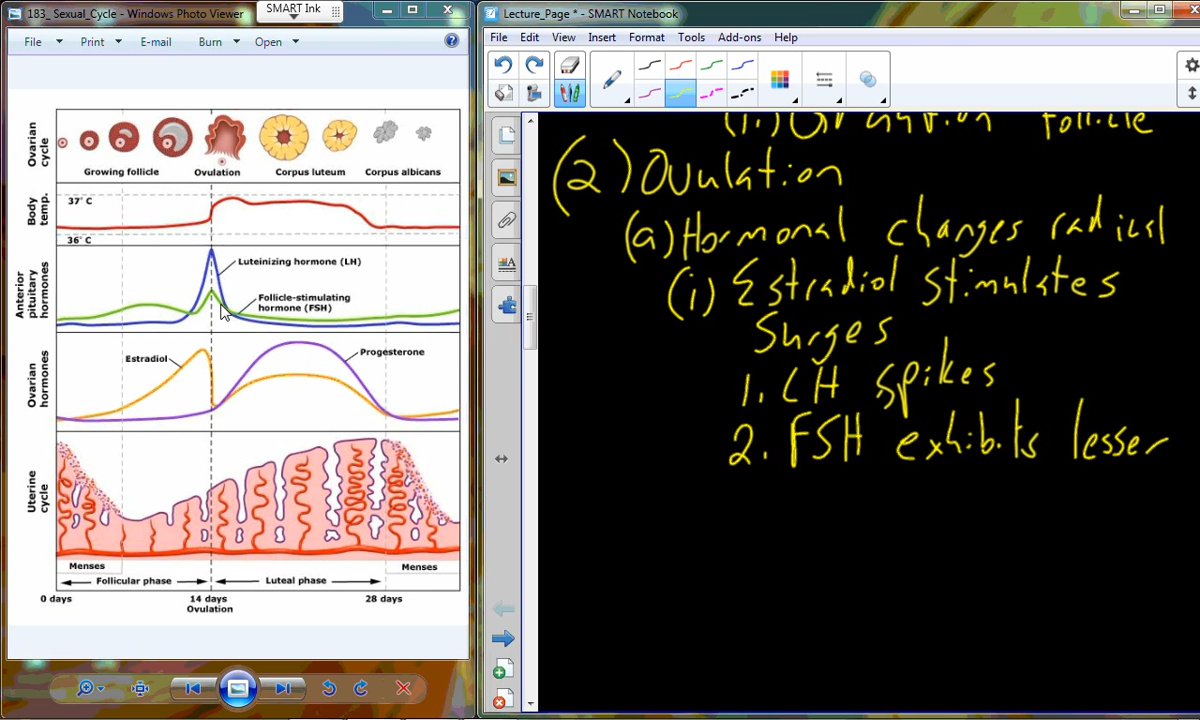 183_Sexual_Cycle - Windows Photo Viewer
SMART Ink
File Print E-mail Burn Open
Ovarian cycle
Growing follicle Ovulation Corpus luteum Corpus albicans
Body temp.
37° C
36° C
Anterior pituitary hormones
Luteinizing hormone (LH)
Follicle-stimulating
hormone (FSH)
Ovarian hormones
Estradiol
Progesterone
Uterine cycle
Menses Menses
Follicular phase Luteal phase
0 days 14 days 28 days
Ovulation
Lecture_Page * - SMART Notebook
File Edit View Insert Format Tools Add-ons Help
follicle
(2) Ovulation
(a) Hormonal changes radical
(i) Estradiol stimulates
surges
1. LH spikes
2. FSH exhibits lesser